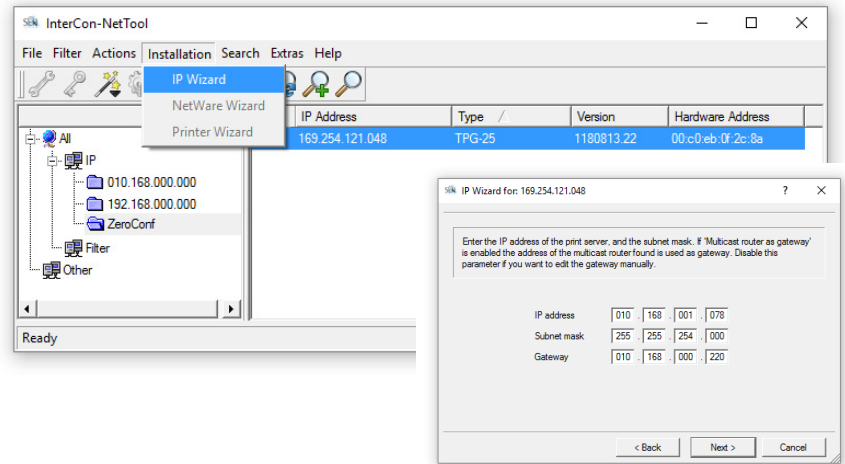 SEH InterCon-NetTool
File Filter Actions Installation Search Extras Help
IP Wizard
NetWare Wizard
Printer Wizard
IP Address Type Version Hardware Address
169.254.121.048 TPG-25 1180813.22 00:c0:eb:0f:2c:8a
All
IP
010.168.000.000
192.168.000.000
ZeroConf
Filter
Other
Ready
SEH IP Wizard for: 169.254.121.048
Enter the IP address of the print server, and the subnet mask. If 'Multicast router as gateway'
is enabled the address of the multicast router found is used as gateway. Disable this
parameter if you want to edit the gateway manually.
IP address 010 . 168 . 001 . 078
Subnet mask 255 . 255 . 254 . 000
Gateway 010 . 168 . 000 . 220
< Back Next > Cancel